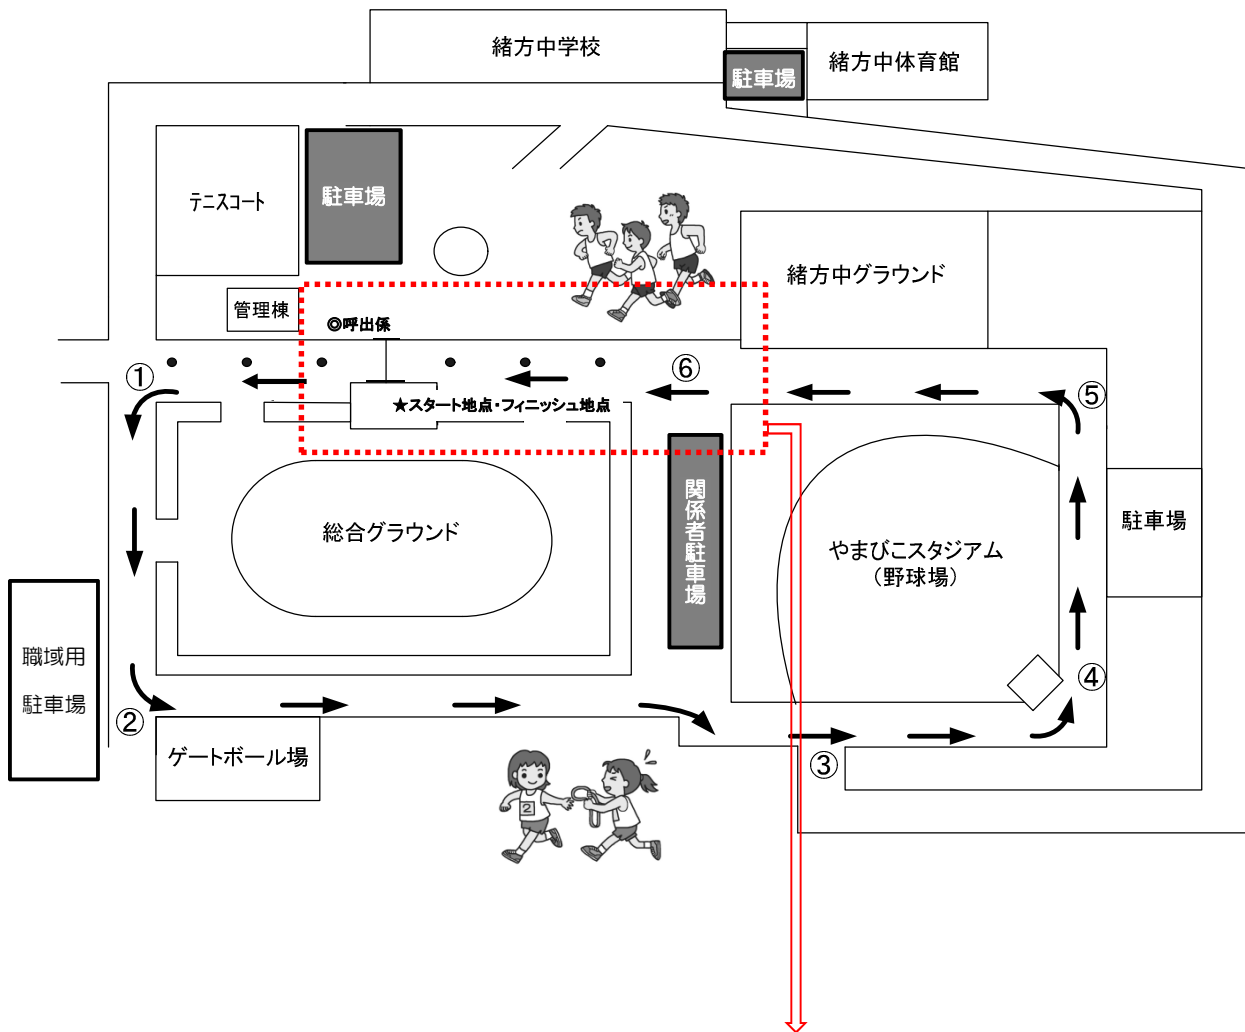 緒方中学校
駐車場
緒方中体育館
テニスコート
駐車場
緒方中グラウンド
管理棟
◎呼出係
①
⑥
⑤
★スタート地点・フィニッシュ地点
総合グラウンド
関係者駐車場
やまびこスタジアム
（野球場）
駐車場
職域用
駐車場
②
④
ゲートボール場
③
2